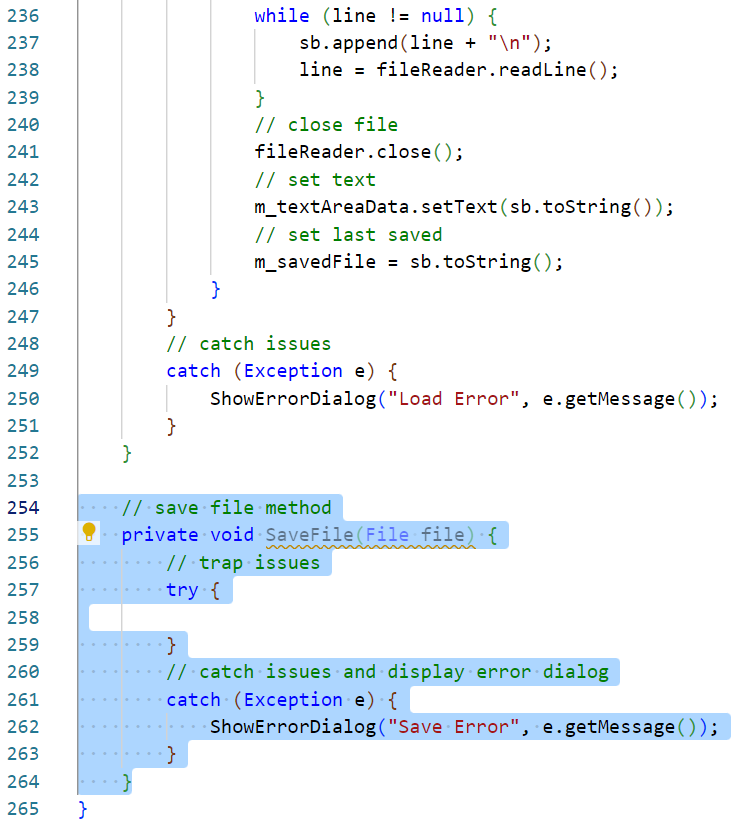 236                 while (line != null) {
237                     sb.append(line + "\n");
238                     line = fileReader.readLine();
239                 }
240                 // close file
241                 fileReader.close();
242                 // set text
243                 m_textAreaData.setText(sb.toString());
244                 // set last saved
245                 m_savedFile = sb.toString();
246             }
247         }
248         // catch issues
249         catch (Exception e) {
250             ShowErrorDialog("Load Error", e.getMessage());
251         }
252     }
253
254     // save file method
255     private void SaveFile(File file) {
256         // trap issues
257         try {
258
259         }
260         // catch issues and display error dialog
261         catch (Exception e) {
262             ShowErrorDialog("Save Error", e.getMessage());
263         }
264     }
265 }